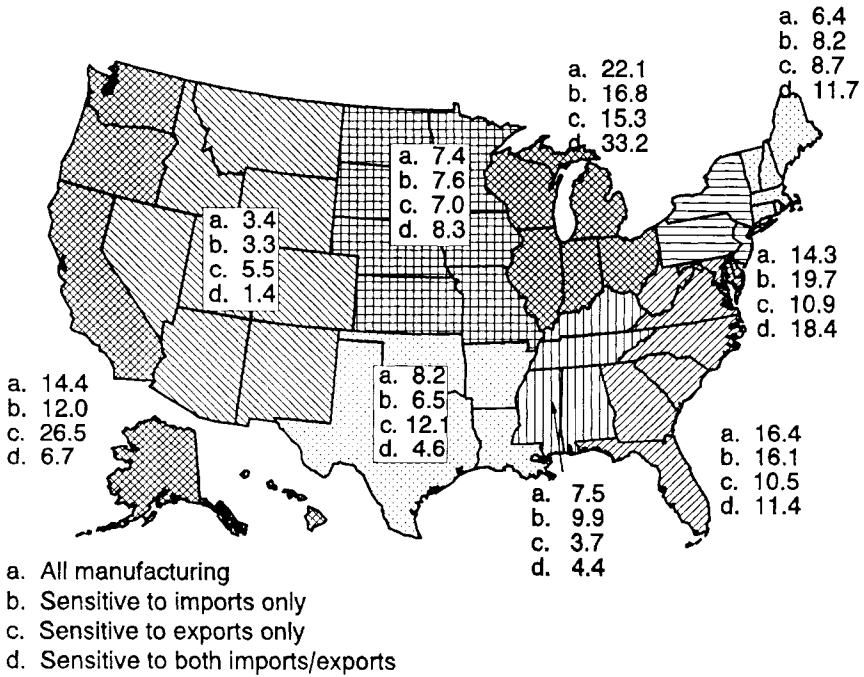 a. 6.4
b. 8.2
c. 8.7
d. 11.7
a. 22.1
b. 16.8
c. 15.3
d. 33.2
a. 7.4
b. 7.6
c. 7.0
d. 8.3
a. 3.4
b. 3.3
c. 5.5
d. 1.4
a. 14.3
b. 19.7
c. 10.9
d. 18.4
a. 14.4
b. 12.0
c. 26.5
d. 6.7
a. 8.2
b. 6.5
c. 12.1
d. 4.6
a. 16.4
b. 16.1
c. 10.5
d. 11.4
a. 7.5
b. 9.9
c. 3.7
d. 4.4
a. All manufacturing
b. Sensitive to imports only
c. Sensitive to exports only
d. Sensitive to both imports/exports